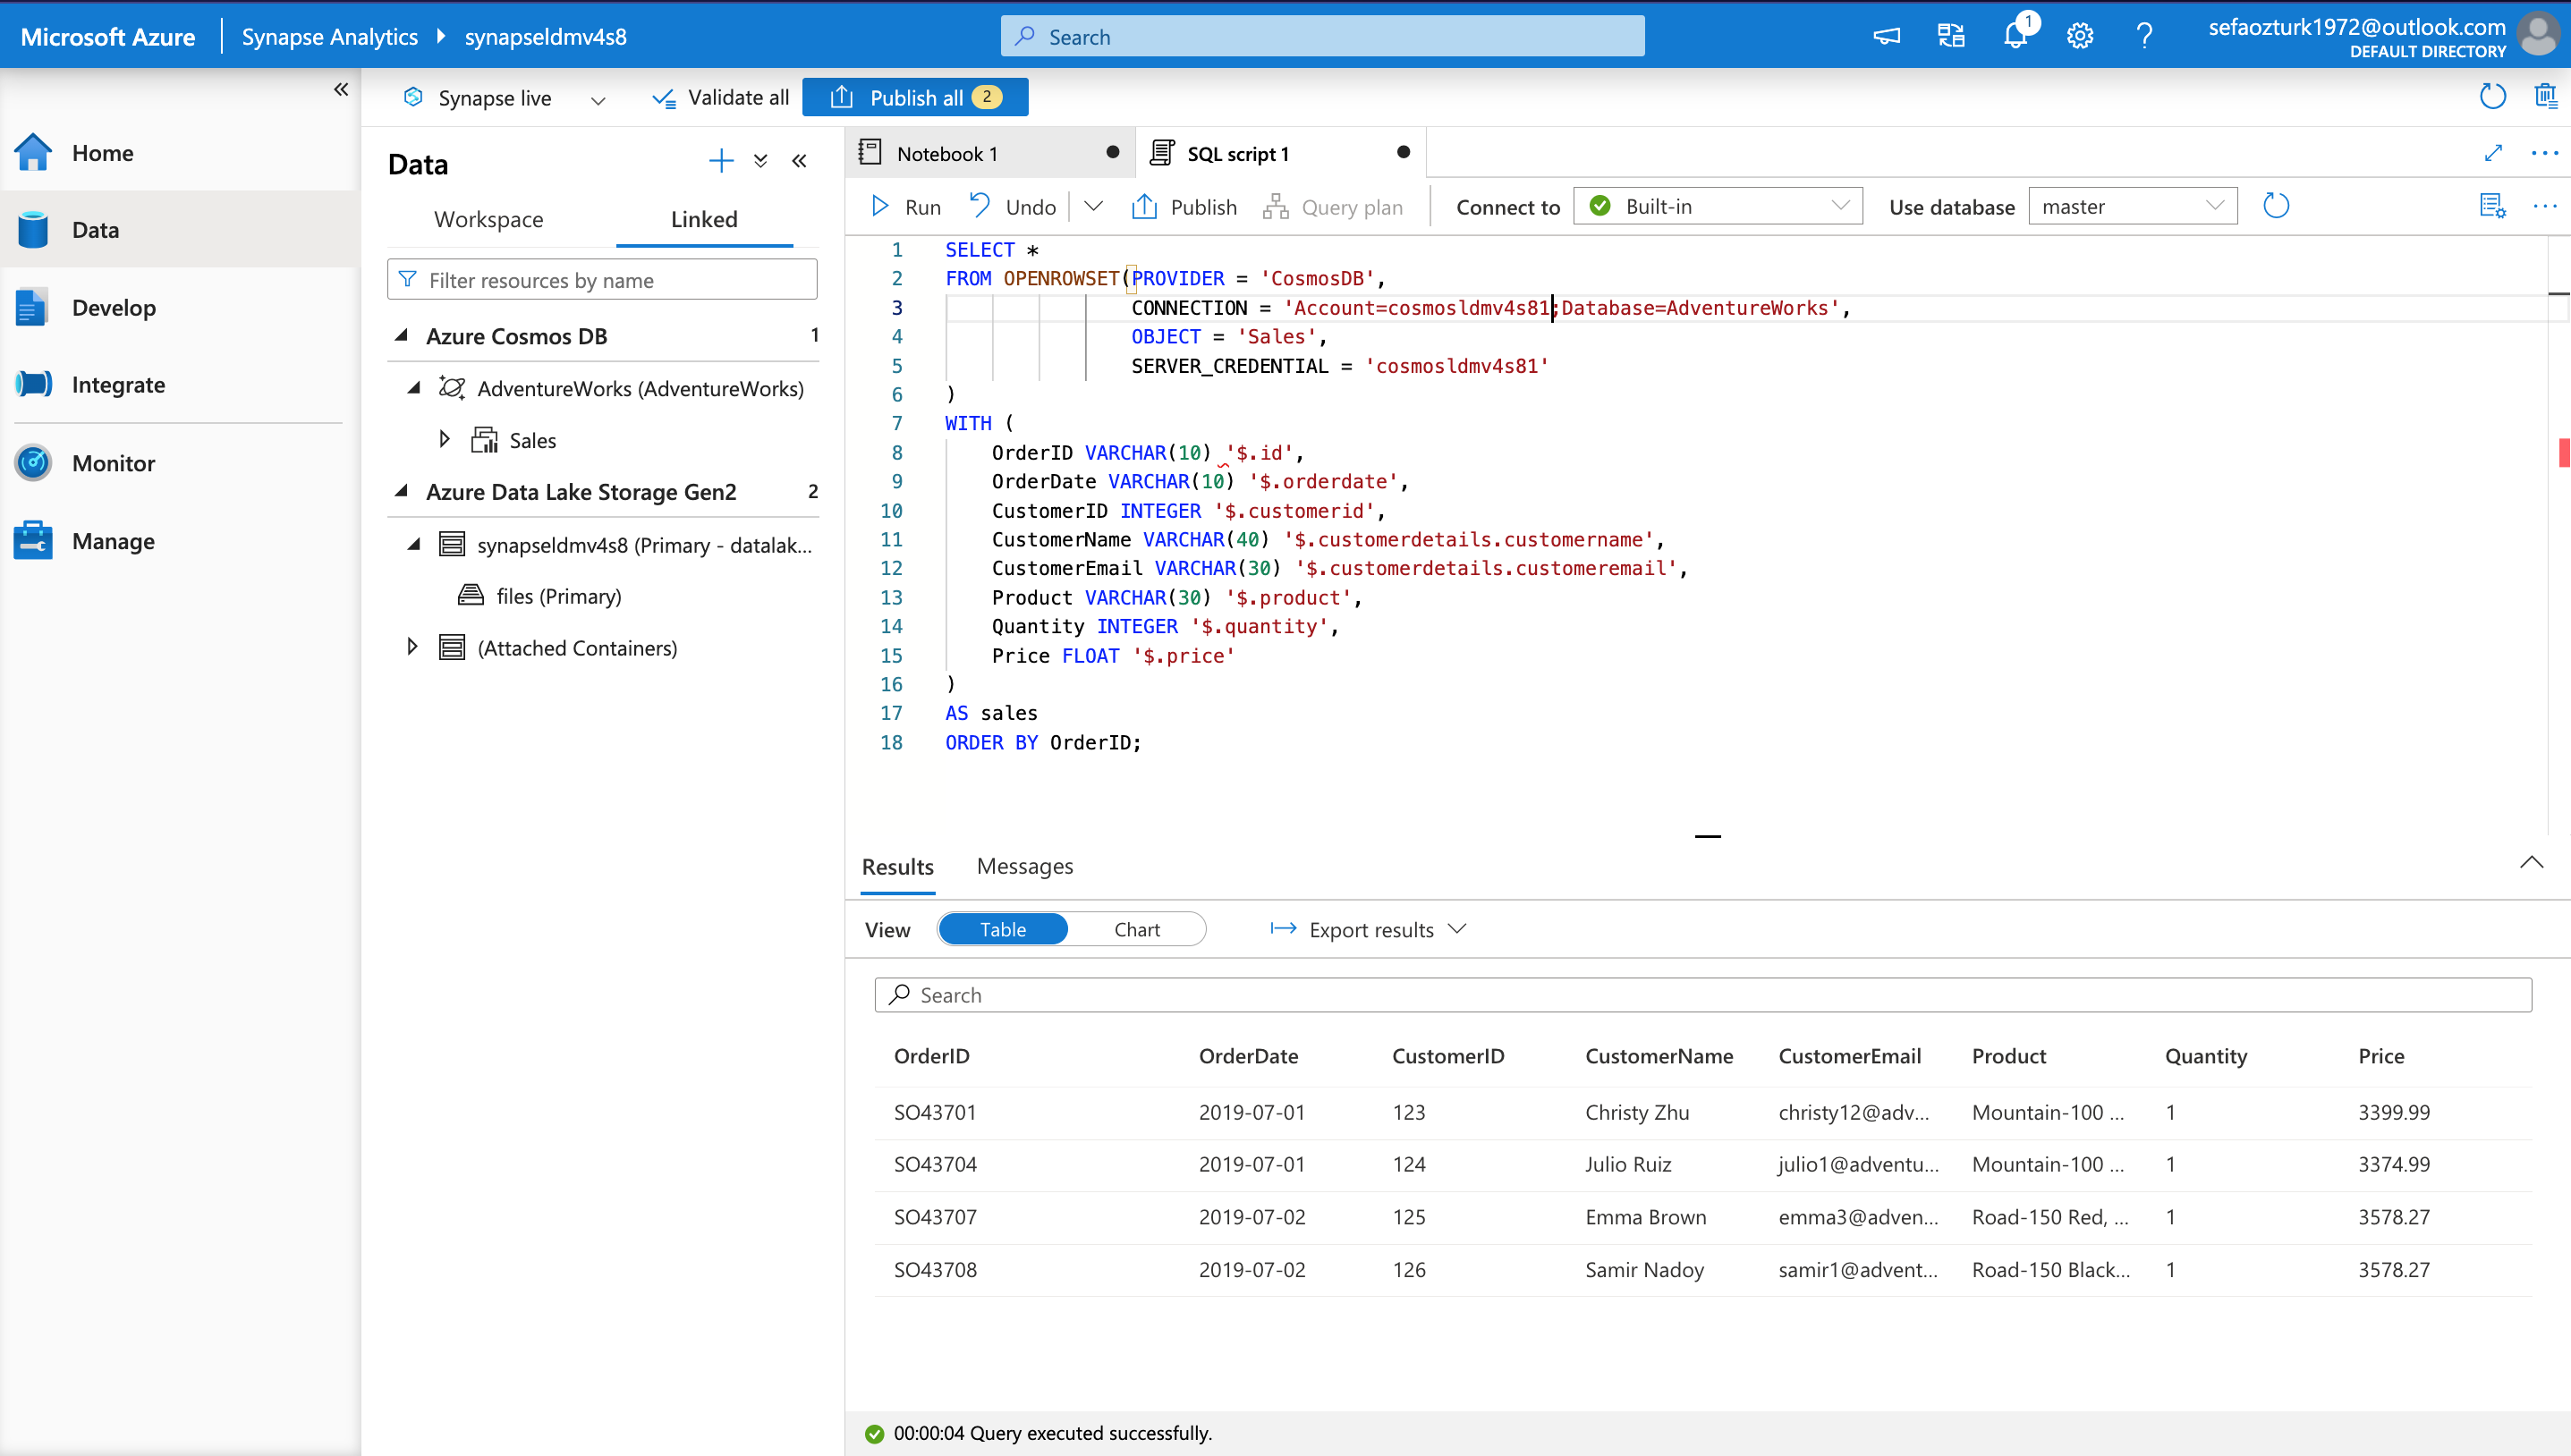 Microsoft Azure
Synapse Analytics
synapseldmv4s8
Search
1
sefaozturk1972@outlook.com
DEFAULT DIRECTORY
Synapse live
Validate all
Publish all 2
Home
Data
Develop
Integrate
Monitor
Manage
Data
Workspace
Linked
Filter resources by name
Azure Cosmos DB 1
AdventureWorks (AdventureWorks)
Sales
Azure Data Lake Storage Gen2 2
synapseldmv4s8 (Primary - datalak...
files (Primary)
(Attached Containers)
Notebook 1
SQL script 1
Run
Undo
Publish
Query plan
Connect to
Built-in
Use database
master
1 SELECT *
2 FROM OPENROWSET(PROVIDER = 'CosmosDB',
3 CONNECTION = 'Account=cosmosldmv4s81;Database=AdventureWorks',
4 OBJECT = 'Sales',
5 SERVER_CREDENTIAL = 'cosmosldmv4s81'
6 )
7 WITH (
8 OrderID VARCHAR(10) '$.id',
9 OrderDate VARCHAR(10) '$.orderdate',
10 CustomerID INTEGER '$.customerid',
11 CustomerName VARCHAR(40) '$.customerdetails.customername',
12 CustomerEmail VARCHAR(30) '$.customerdetails.customeremail',
13 Product VARCHAR(30) '$.product',
14 Quantity INTEGER '$.quantity',
15 Price FLOAT '$.price'
16 )
17 AS sales
18 ORDER BY OrderID;
Results
Messages
View
Table
Chart
Export results
Search
OrderID OrderDate CustomerID CustomerName CustomerEmail Product Quantity Price
SO43701 2019-07-01 123 Christy Zhu christy12@adv... Mountain-100 ... 1 3399.99
SO43704 2019-07-01 124 Julio Ruiz julio1@adventu... Mountain-100 ... 1 3374.99
SO43707 2019-07-02 125 Emma Brown emma3@adven... Road-150 Red, ... 1 3578.27
SO43708 2019-07-02 126 Samir Nadoy samir1@advent... Road-150 Black... 1 3578.27
00:00:04 Query executed successfully.